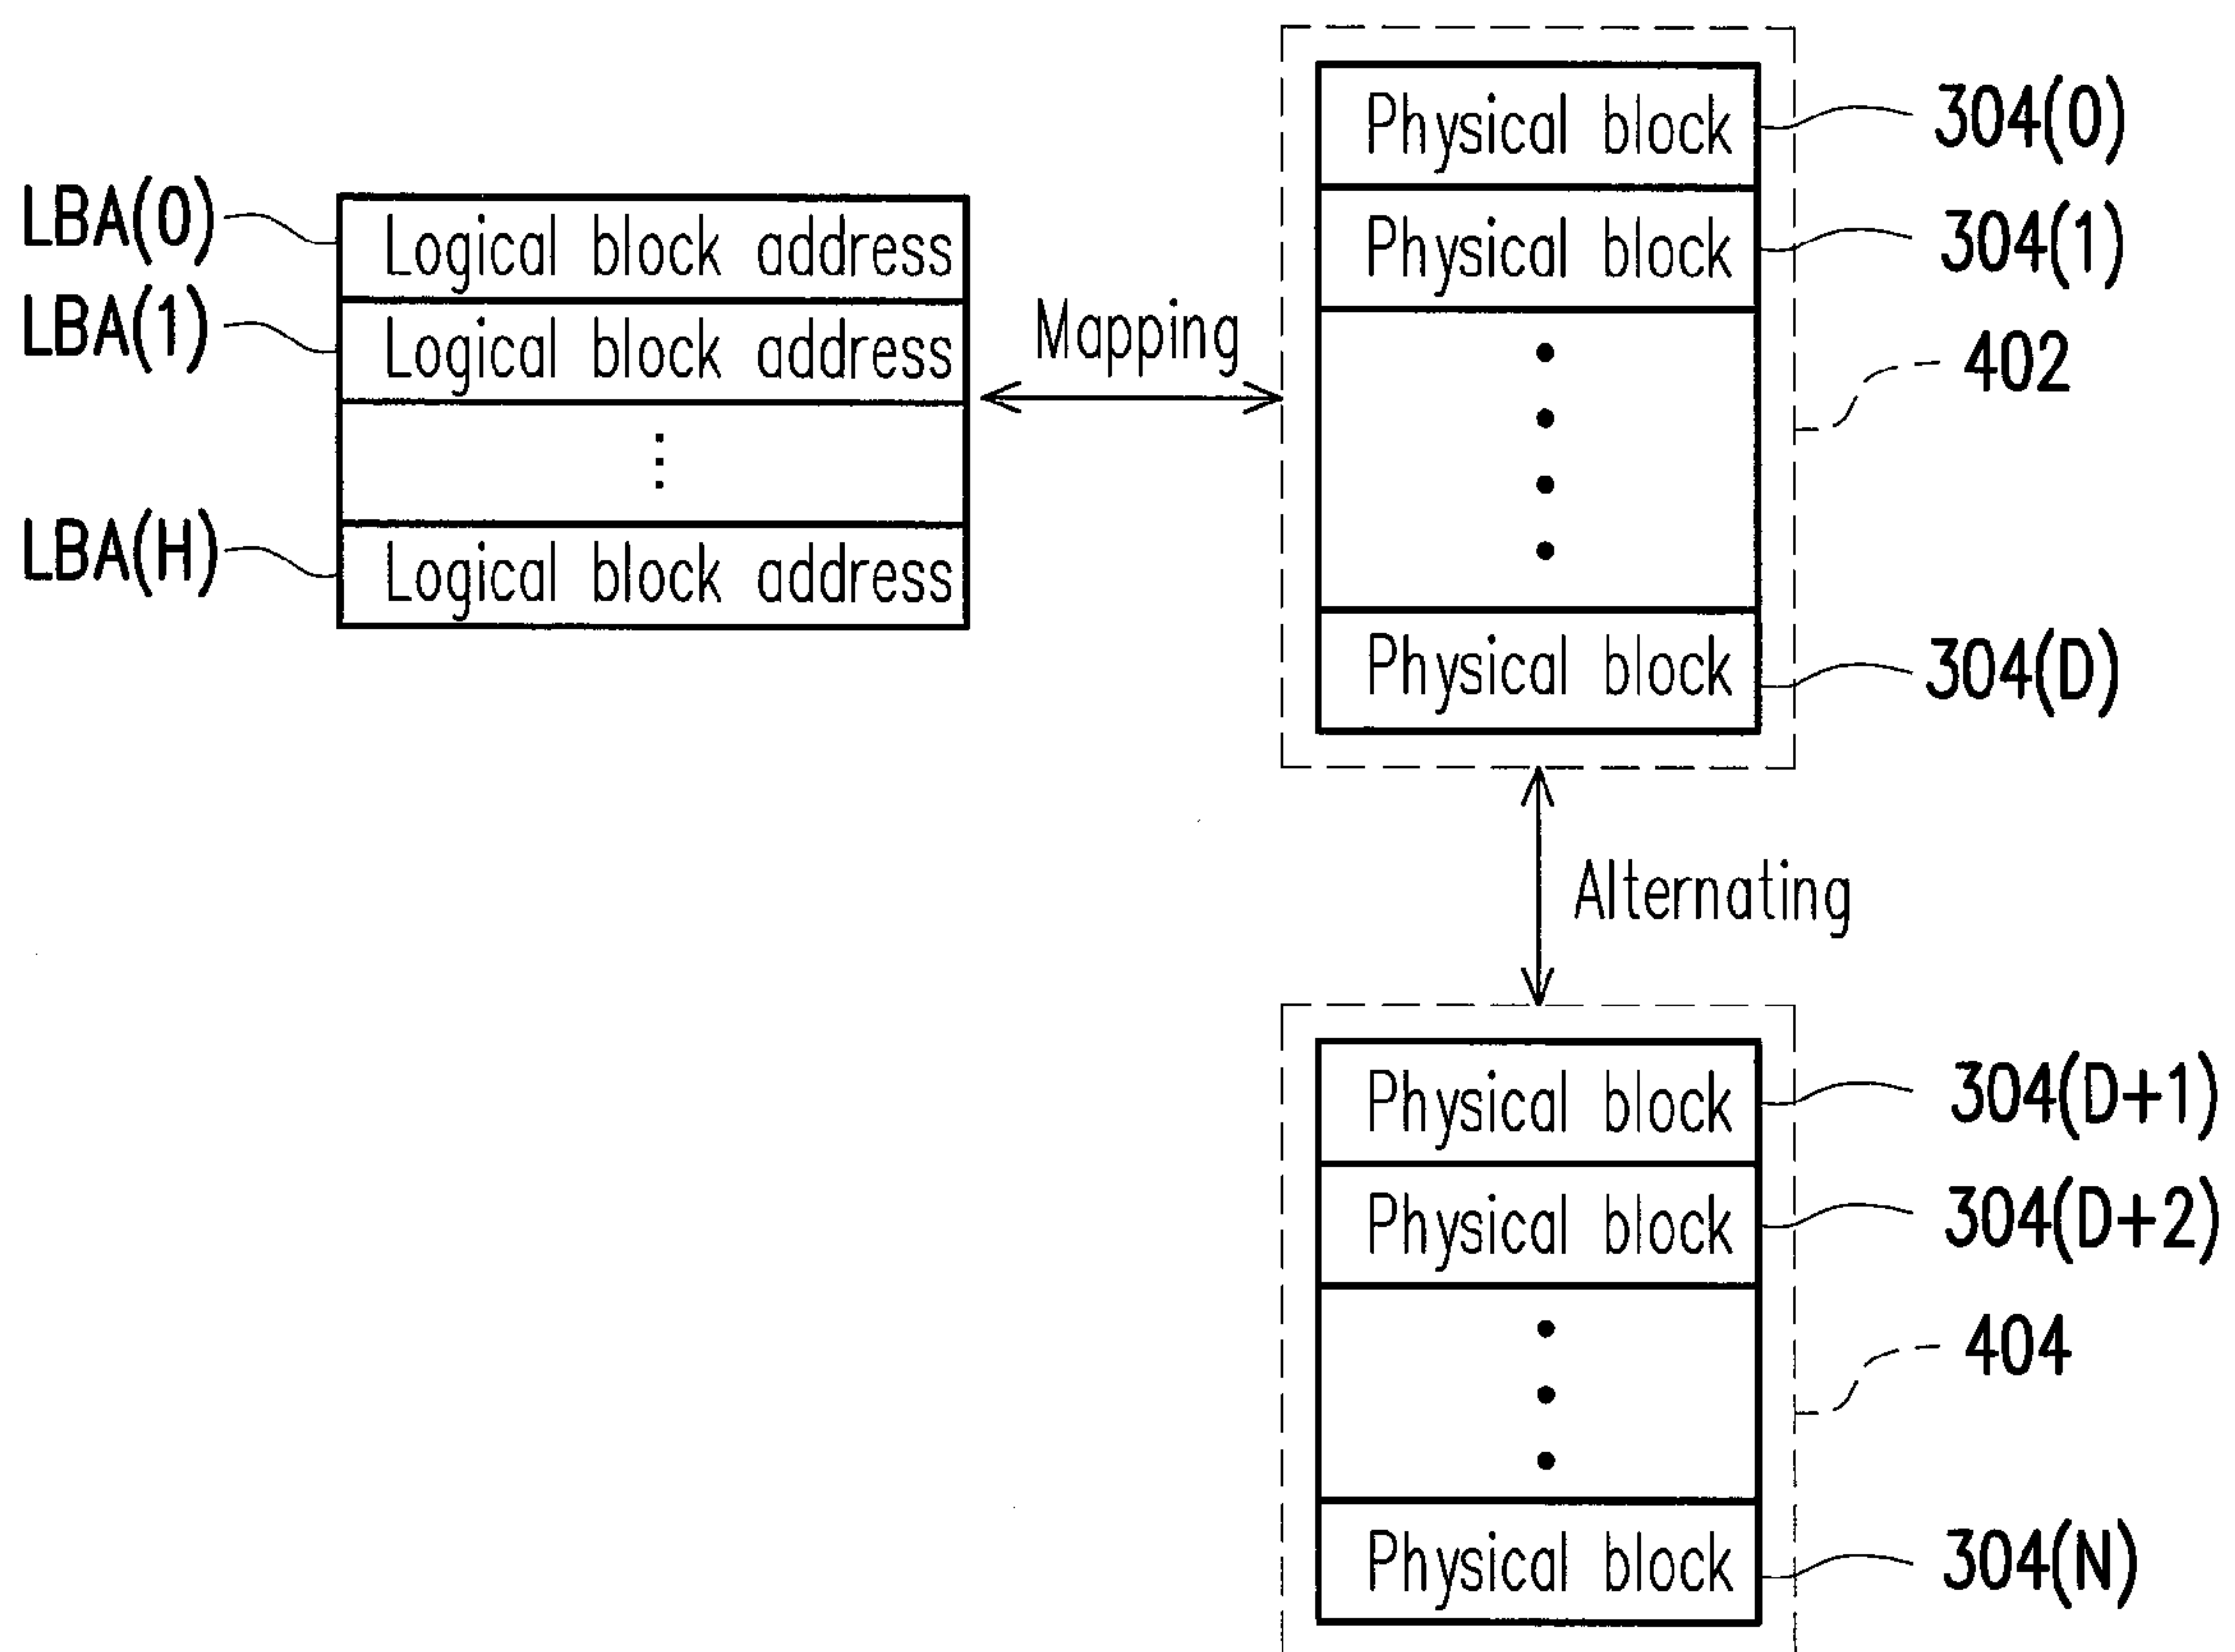 LBA(0)
Logical block address
LBA(1)
Logical block address
LBA(H)
Logical block address
Mapping
Physical block
304(0)
Physical block
304(1)
402
Physical block
304(D)
Alternating
Physical block
304(D+1)
Physical block
304(D+2)
404
Physical block
304(N)